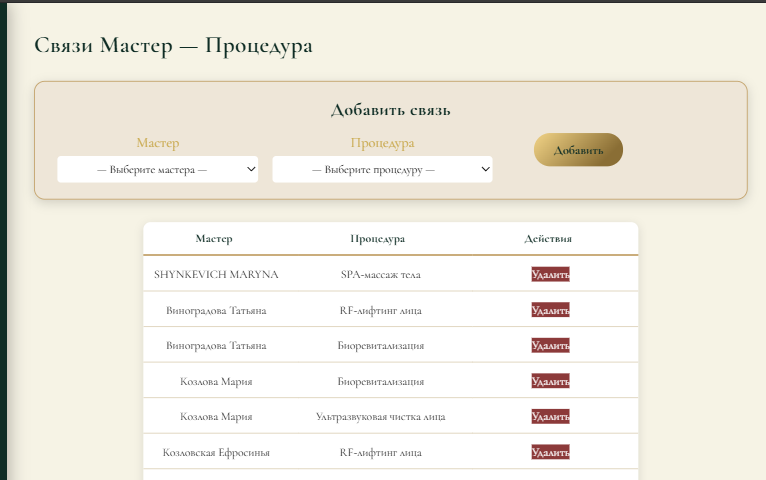 Связи Мастер — Процедура
Добавить связь
Мастер Процедура
— Выберите мастера — — Выберите процедуру — Добавить
Мастер Процедура Действия
SHYNKEVICH MARYNA SPA-массаж тела Удалить
Виноградова Татьяна RF-лифтинг лица Удалить
Виноградова Татьяна Биоревитализация Удалить
Козлова Мария Биоревитализация Удалить
Козлова Мария Ультразвуковая чистка лица Удалить
Козловская Ефросинья RF-лифтинг лица Удалить